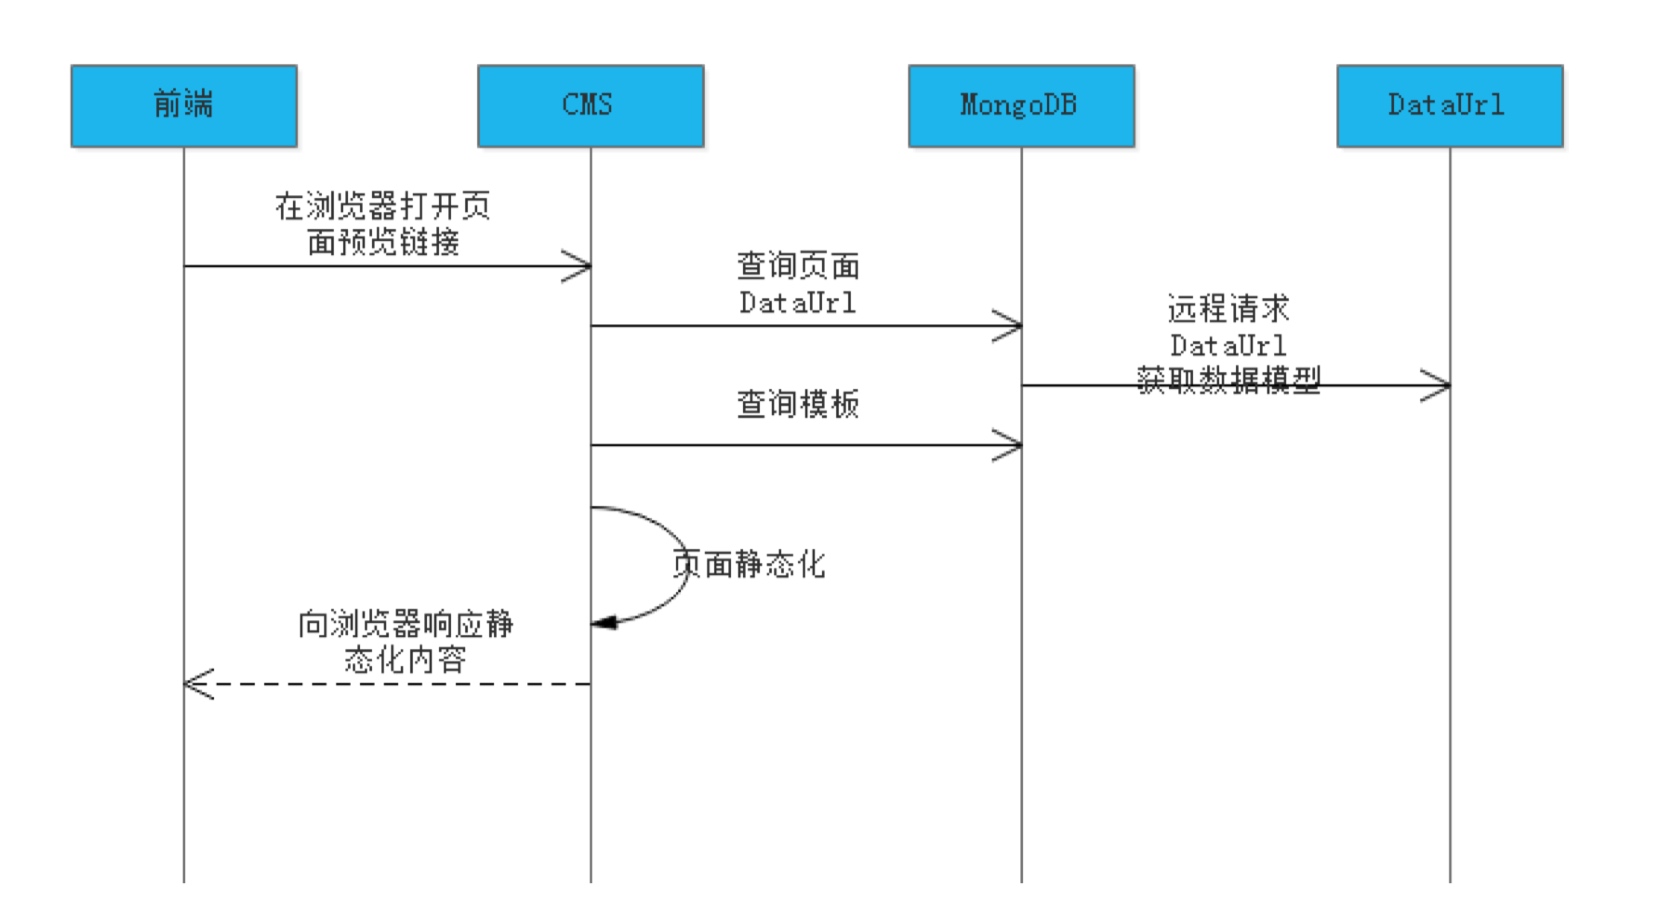 前端
CMS
MongoDB
DataUrl
在浏览器打开页
面预览链接
查询页面
DataUrl
远程请求
DataUrl
获取数据模型
查询模板
页面静态化
向浏览器响应静
态化内容